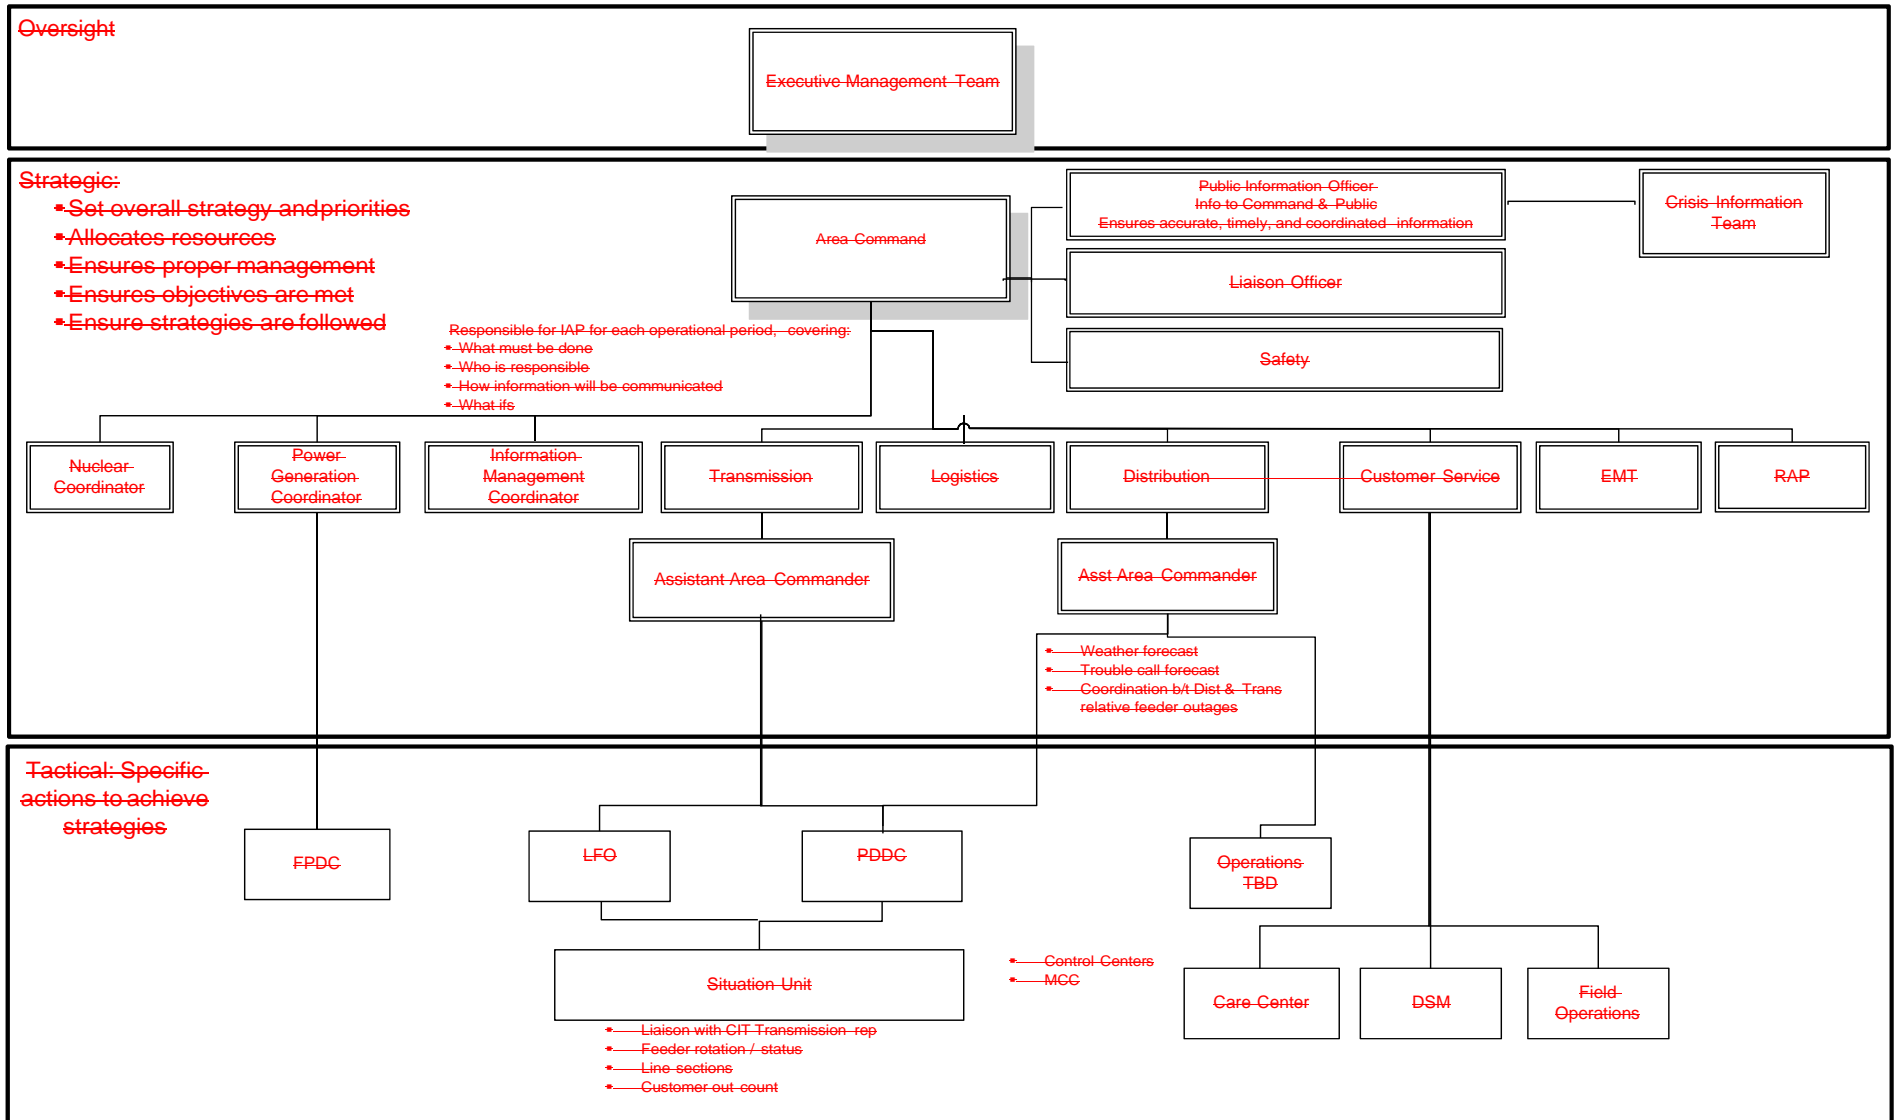 Oversight
Executive Management Team
Strategic:
▪ Set overall strategy andpriorities
▪ Allocates resources
▪ Ensures proper management
▪ Ensures objectives are met
▪ Ensure strategies are followed
Area Command
Public Information Officer
Info to Command & Public
Ensures accurate, timely, and coordinated information
Crisis Information
Team
Liaison Officer
Safety
Responsible for IAP for each operational period, covering:
▪ What must be done
▪ Who is responsible
▪ How information will be communicated
▪ What ifs
Nuclear
Coordinator
Power
Generation
Coordinator
Information
Management
Coordinator
Transmission
Logistics
Distribution
Customer Service
EMT
RAP
Assistant Area Commander
Asst Area Commander
▪ Weather forecast
▪ Trouble call forecast
▪ Coordination b/t Dist & Trans
relative feeder outages
Tactical: Specific
actions to achieve
strategies
FPDC
LFO
PDDC
Operations
TBD
Situation Unit
▪ Control Centers
▪ MCC
Care Center
DSM
Field
Operations
▪ Liaison with CIT Transmission rep
▪ Feeder rotation / status
▪ Line sections
▪ Customer out count